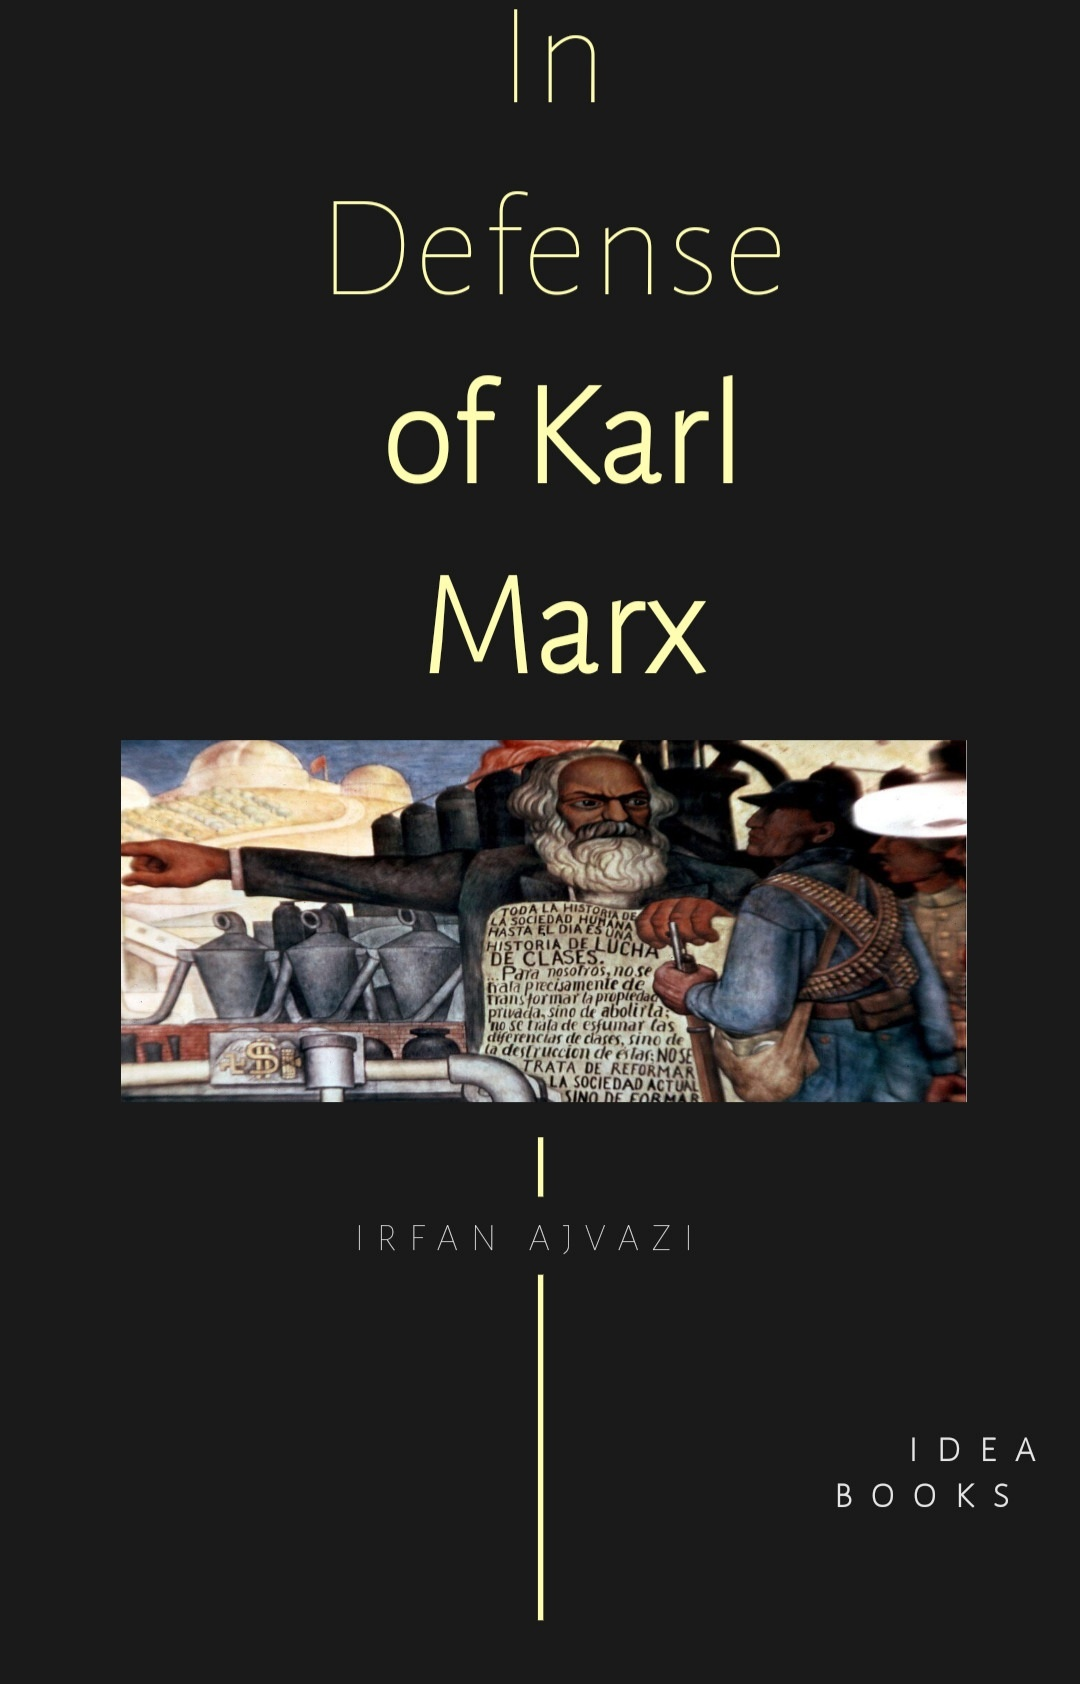 In
Defense
of Karl
Marx
TODA LA HISTORIA DE
LA SOCIEDAD HUMANA
HASTA EL DIA ES UNA
HISTORIA DE LUCHA
DE CLASES.
...Para nosotros, no se
trata precisamente de
transformar la propiedad
privada, sino de abolirla;
no se trata de esfumar las
diferencias de clases, sino de
la destruccion de estas; NO SE
TRATA DE REFORMAR
LA SOCIEDAD ACTUAL
SINO DE FORMAR
$
IRFAN AJVAZI
IDEA
BOOKS